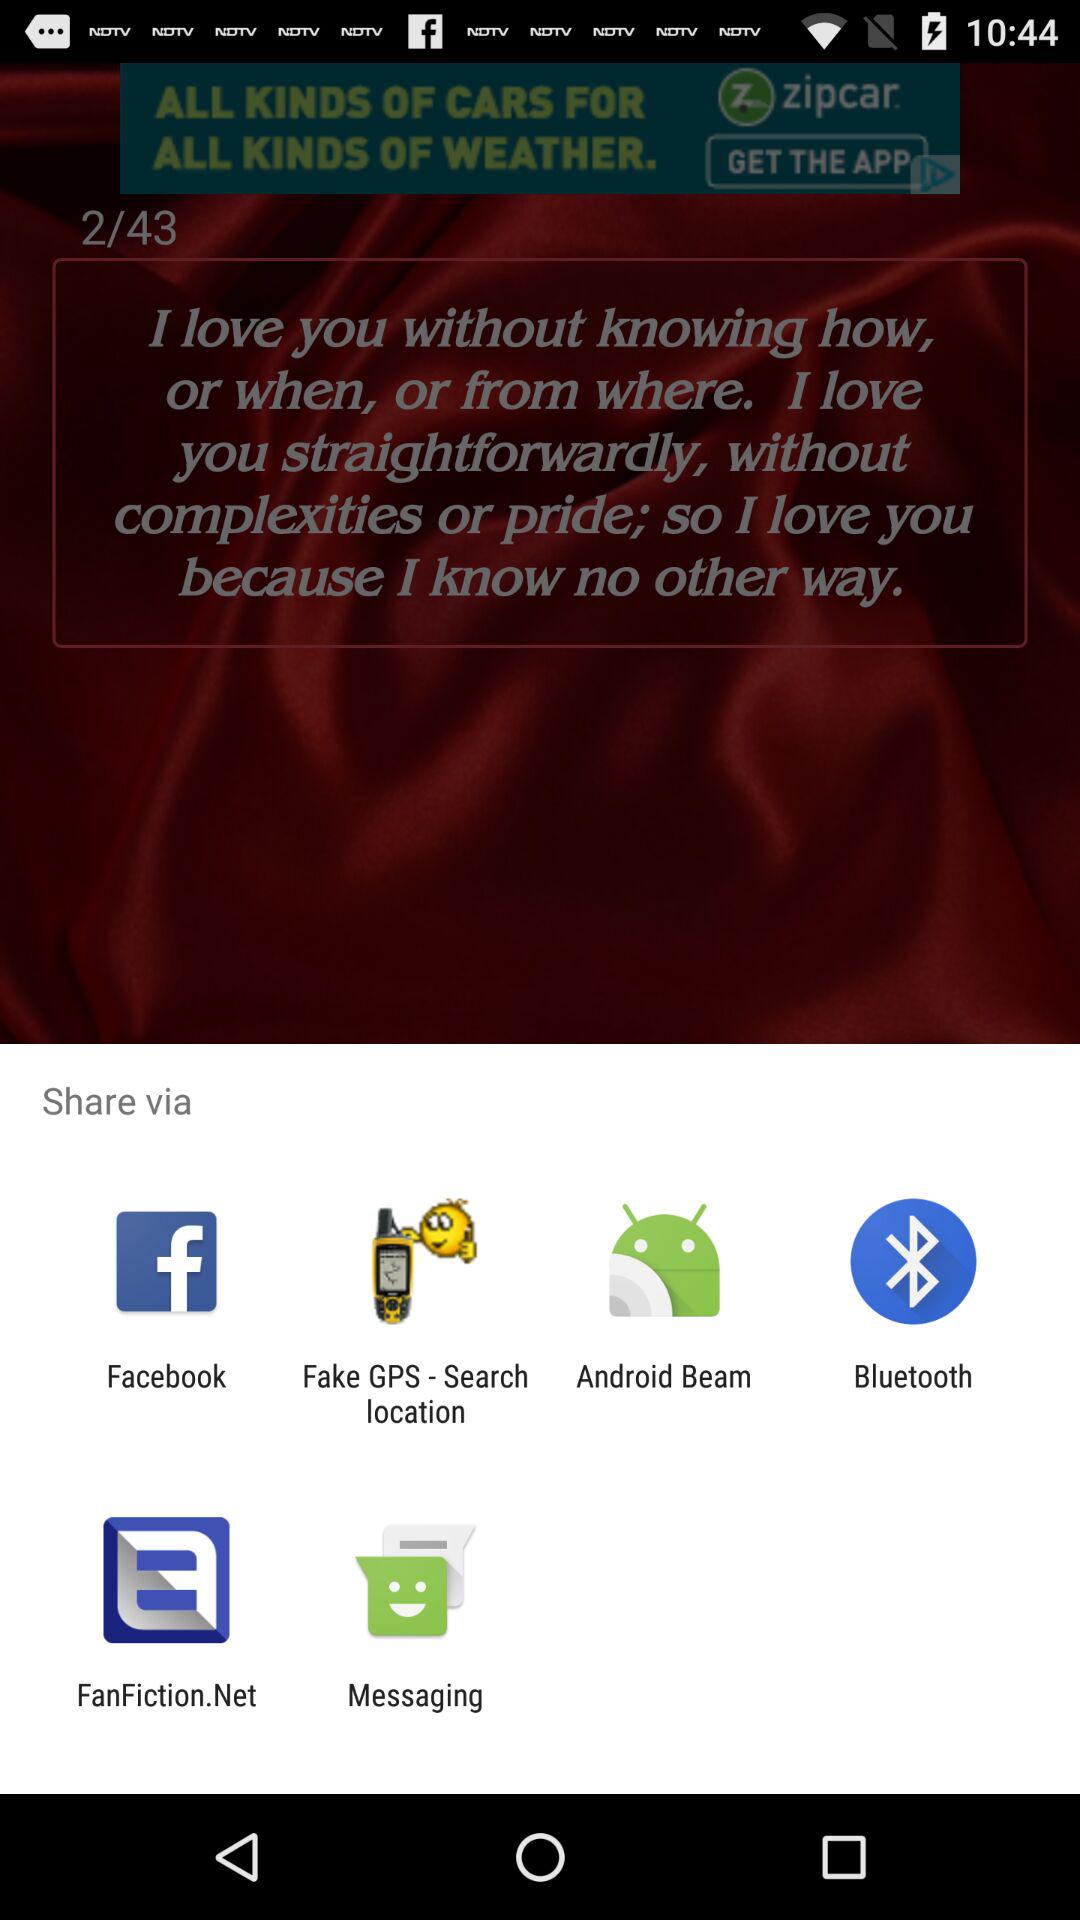 NDTV NDTV NDTV NDTV NDTV f NDTV NDTV NDTV NDTV NDTV 10:44
ALL KINDS OF CARS FOR
ALL KINDS OF WEATHER.
Z zipcar
GET THE APP
2/43
I love you without knowing how,
or when, or from where. I love
you straightforwardly, without
complexities or pride; so I love you
because I know no other way.
Share via
Facebook
Fake GPS - Search
location
Android Beam
Bluetooth
FanFiction.Net
Messaging